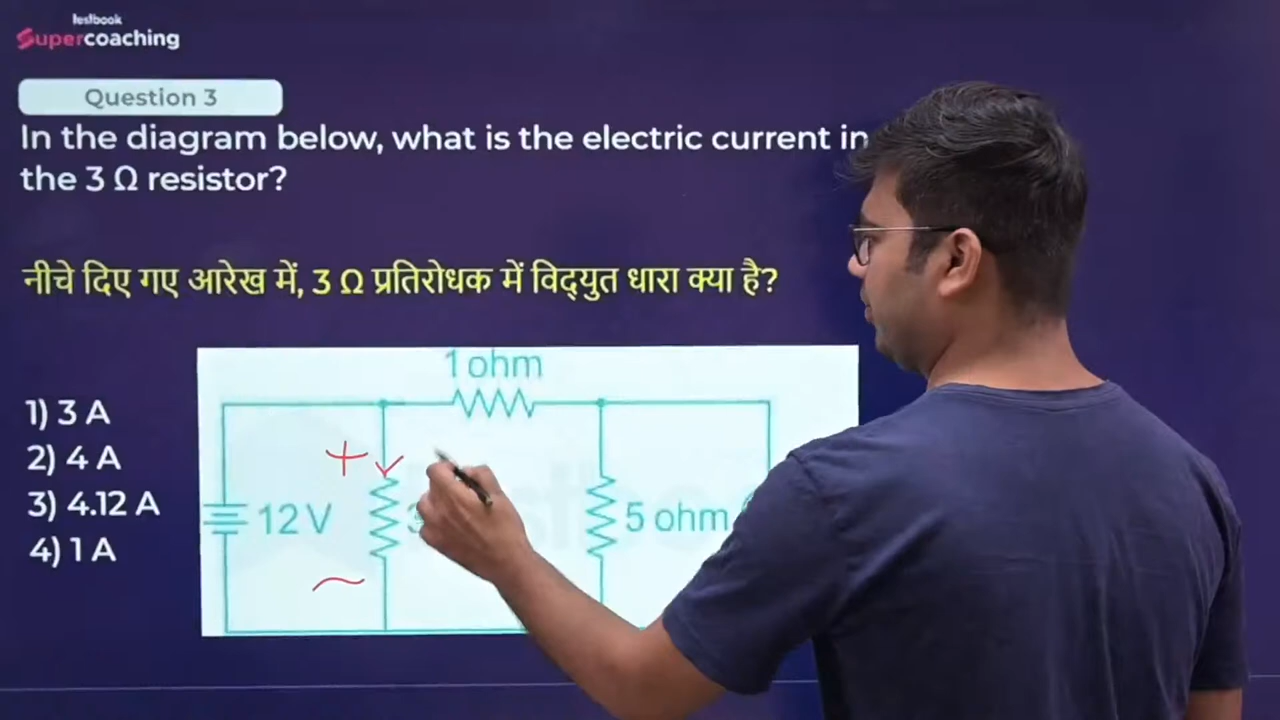 testbook
Supercoaching
Question 3
In the diagram below, what is the electric current in
the 3 Ω resistor?
नीचे दिए गए आरेख में, 3 Ω प्रतिरोधक में विद्युत धारा क्या है?
1) 3 A
2) 4 A
3) 4.12 A
4) 1 A
1 ohm
+
12 V
5 ohm